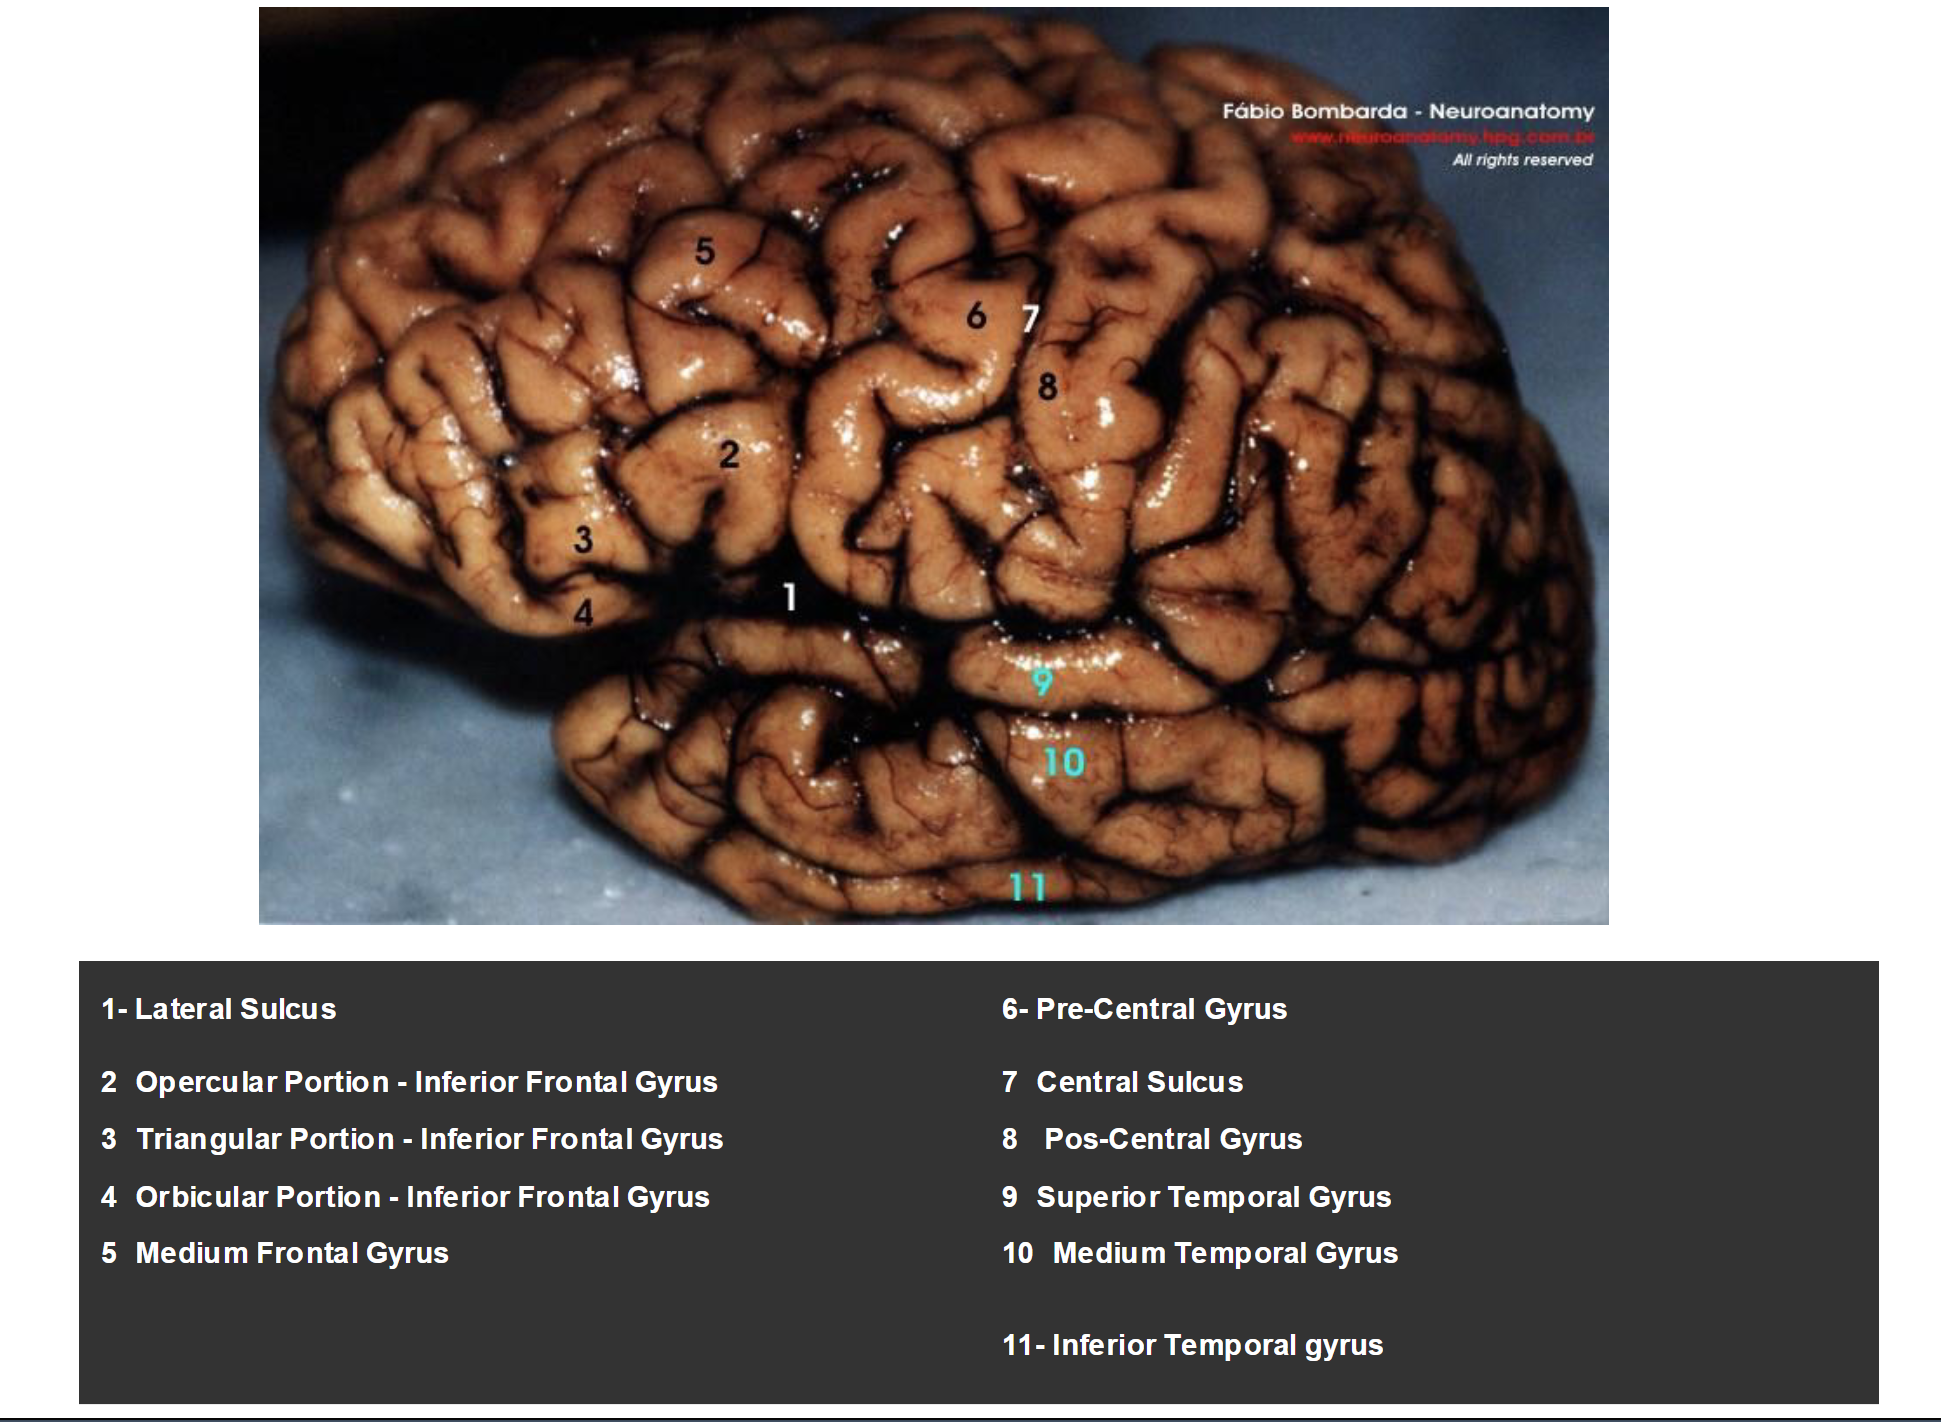 Fábio Bombarda - Neuroanatomy
www.neuroanatomy.hpg.com.br
All rights reserved
5
6
7
8
2
3
1
4
9
10
11
1- Lateral Sulcus
2 Opercular Portion - Inferior Frontal Gyrus
3 Triangular Portion - Inferior Frontal Gyrus
4 Orbicular Portion - Inferior Frontal Gyrus
5 Medium Frontal Gyrus
6- Pre-Central Gyrus
7 Central Sulcus
8 Pos-Central Gyrus
9 Superior Temporal Gyrus
10 Medium Temporal Gyrus
11- Inferior Temporal gyrus